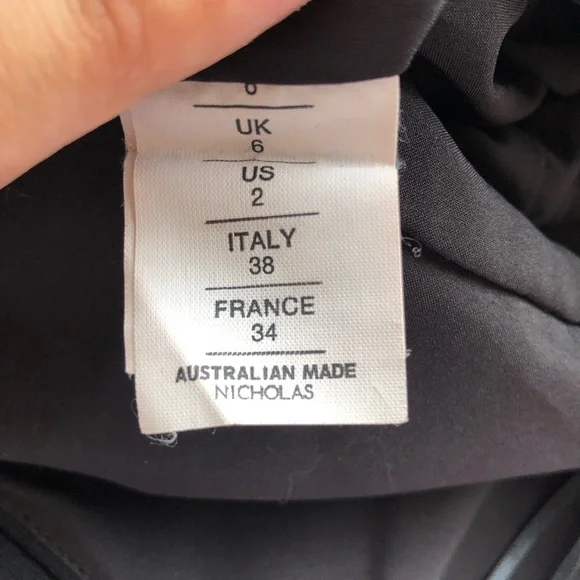 UK
6
US
2
ITALY
38
FRANCE
34
AUSTRALIAN MADE
NICHOLAS